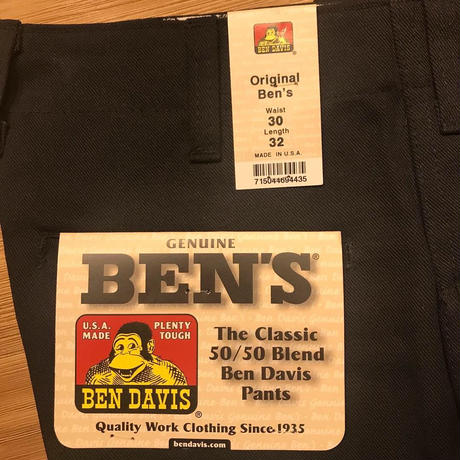 BEN DAVIS
Original
Ben's
Waist
30
Length
32
MADE IN U.S.A.
715044694435
GENUINE
BEN'S®
U.S.A. PLENTY
MADE TOUGH
BEN DAVIS
The Classic
50/50 Blend
Ben Davis
Pants
Quality Work Clothing Since 1935
bendavis.com